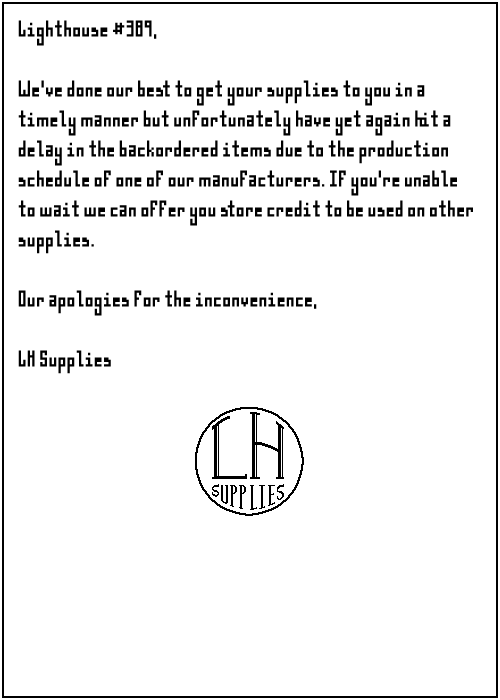 Lighthouse #389,
We've done our best to get your supplies to you in a
timely manner but unfortunately have yet again hit a
delay in the backordered items due to the production
schedule of one of our manufacturers. If you're unable
to wait we can offer you store credit to be used on other
supplies.
Our apologies for the inconvenience,
LH Supplies
LH
SUPPLIES